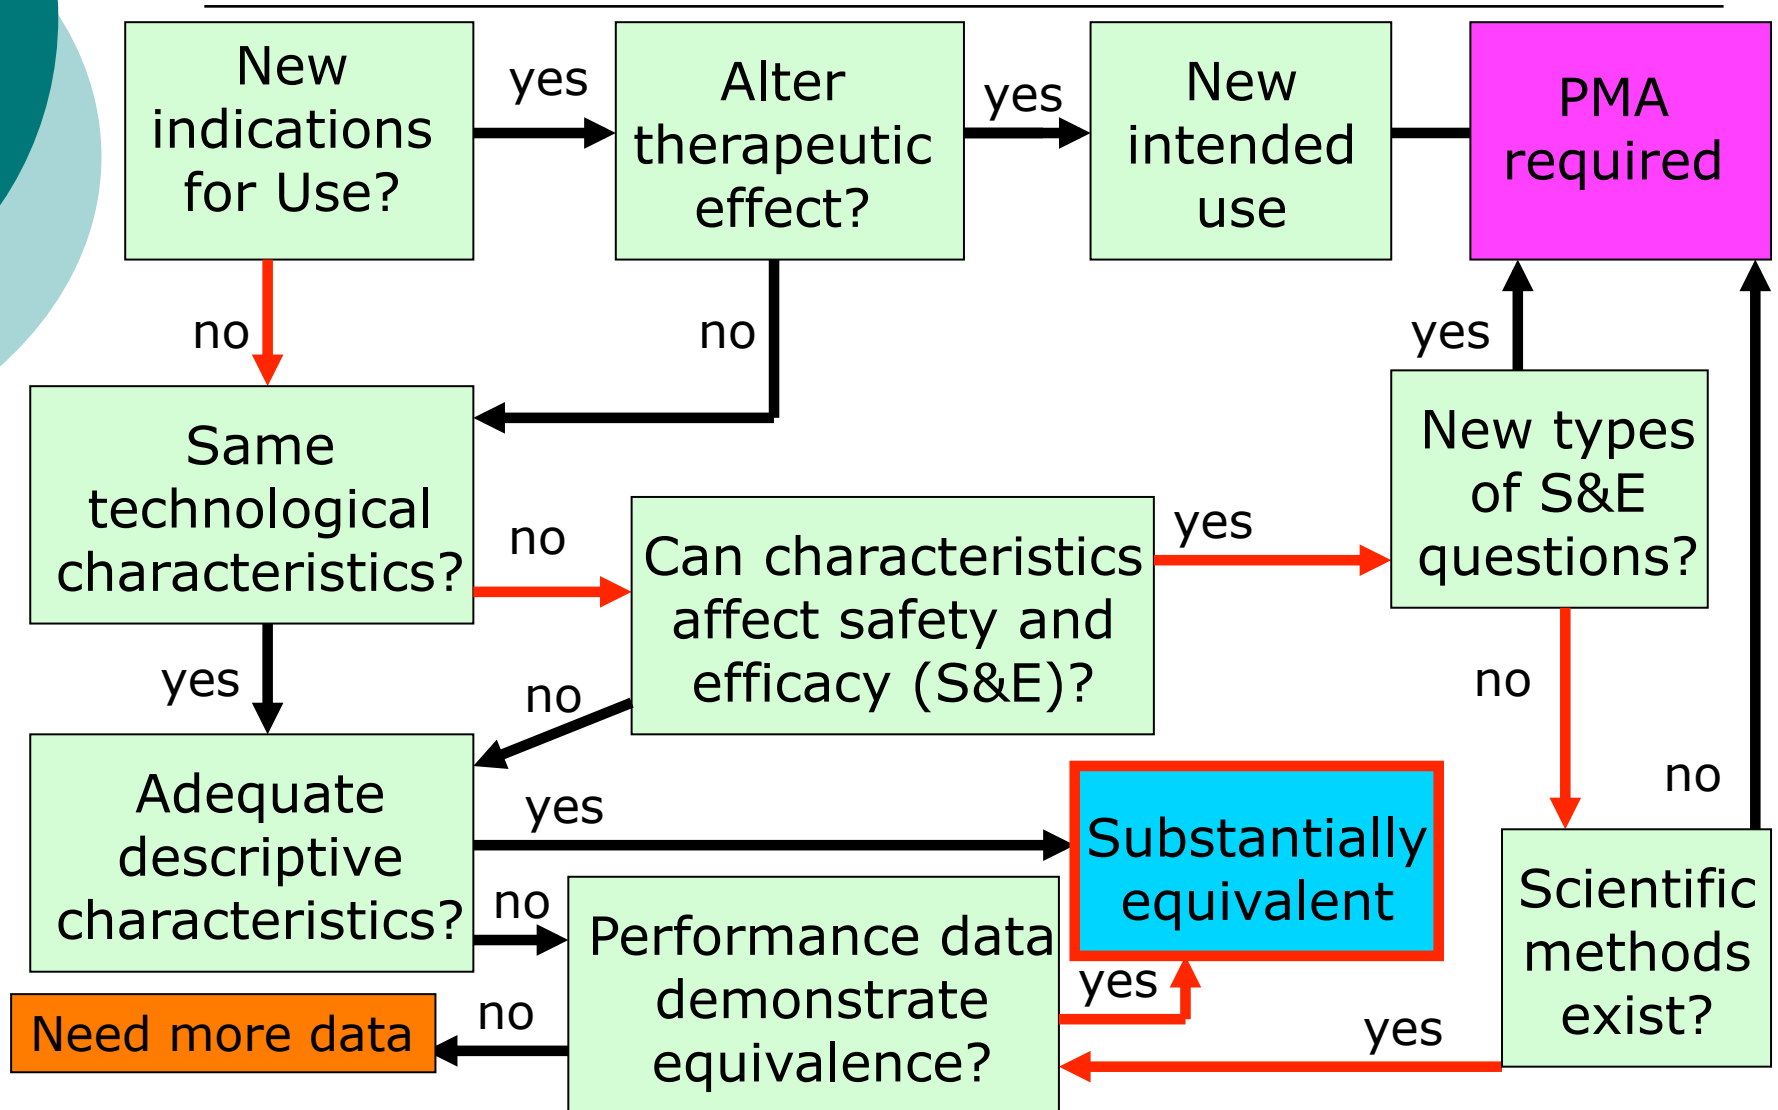 New
indications
for Use?
yes
Alter
therapeutic
effect?
yes
New
intended
use
PMA
required
no
no
yes
Same
technological
characteristics?
no
Can characteristics
affect safety and
efficacy (S&E)?
yes
New types
of S&E
questions?
yes
no
no
no
Adequate
descriptive
characteristics?
yes
Substantially
equivalent
Scientific
methods
exist?
no
Performance data
demonstrate
equivalence?
yes
yes
no
Need more data